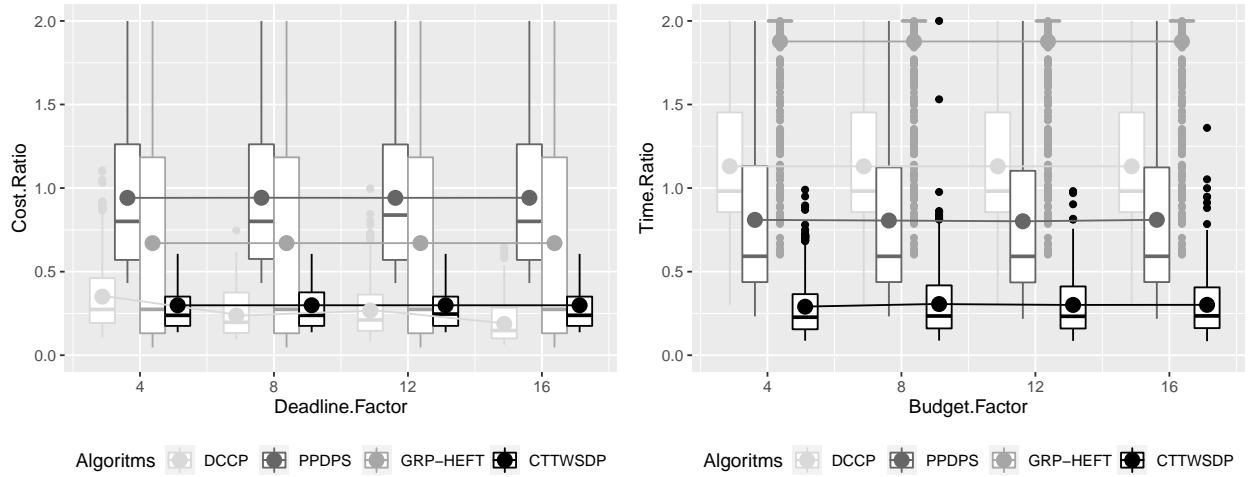 2.0
1.5
1.0
0.5
0.0
Cost.Ratio
4 8 12 16
Deadline.Factor
Algoritms DCCP PPDPS GRP−HEFT CTTWSDP
2.0
1.5
1.0
0.5
0.0
Time.Ratio
4 8 12 16
Budget.Factor
Algoritms DCCP PPDPS GRP−HEFT CTTWSDP